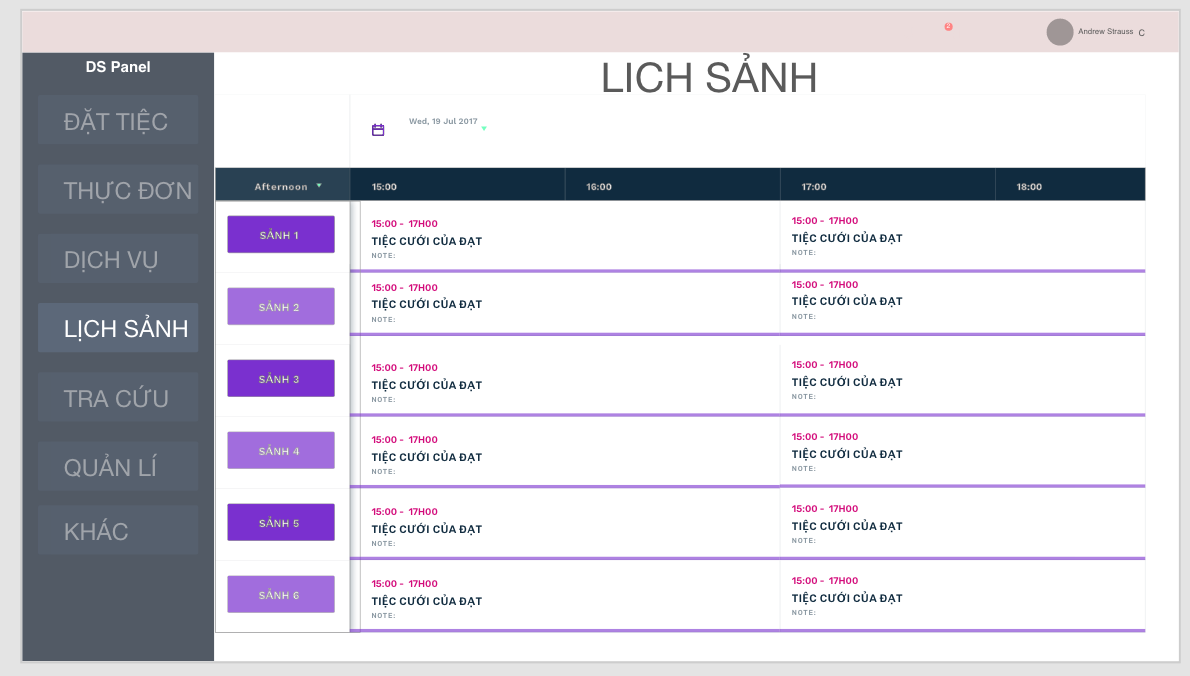 Andrew Strauss
DS Panel
LỊCH SẢNH
ĐẶT TIỆC
THỰC ĐƠN
DỊCH VỤ
LỊCH SẢNH
TRA CỨU
QUẢN LÍ
KHÁC
Wed, 19 Jul 2017
Afternoon 15:00 16:00 17:00 18:00
SẢNH 1
15:00 - 17H00
TIỆC CƯỚI CỦA ĐẠT
NOTE:
15:00 - 17H00
TIỆC CƯỚI CỦA ĐẠT
NOTE:
SẢNH 2
15:00 - 17H00
TIỆC CƯỚI CỦA ĐẠT
NOTE:
15:00 - 17H00
TIỆC CƯỚI CỦA ĐẠT
NOTE:
SẢNH 3
15:00 - 17H00
TIỆC CƯỚI CỦA ĐẠT
NOTE:
15:00 - 17H00
TIỆC CƯỚI CỦA ĐẠT
NOTE:
SẢNH 4
15:00 - 17H00
TIỆC CƯỚI CỦA ĐẠT
NOTE:
15:00 - 17H00
TIỆC CƯỚI CỦA ĐẠT
NOTE:
SẢNH 5
15:00 - 17H00
TIỆC CƯỚI CỦA ĐẠT
NOTE:
15:00 - 17H00
TIỆC CƯỚI CỦA ĐẠT
NOTE:
SẢNH 6
15:00 - 17H00
TIỆC CƯỚI CỦA ĐẠT
NOTE:
15:00 - 17H00
TIỆC CƯỚI CỦA ĐẠT
NOTE: